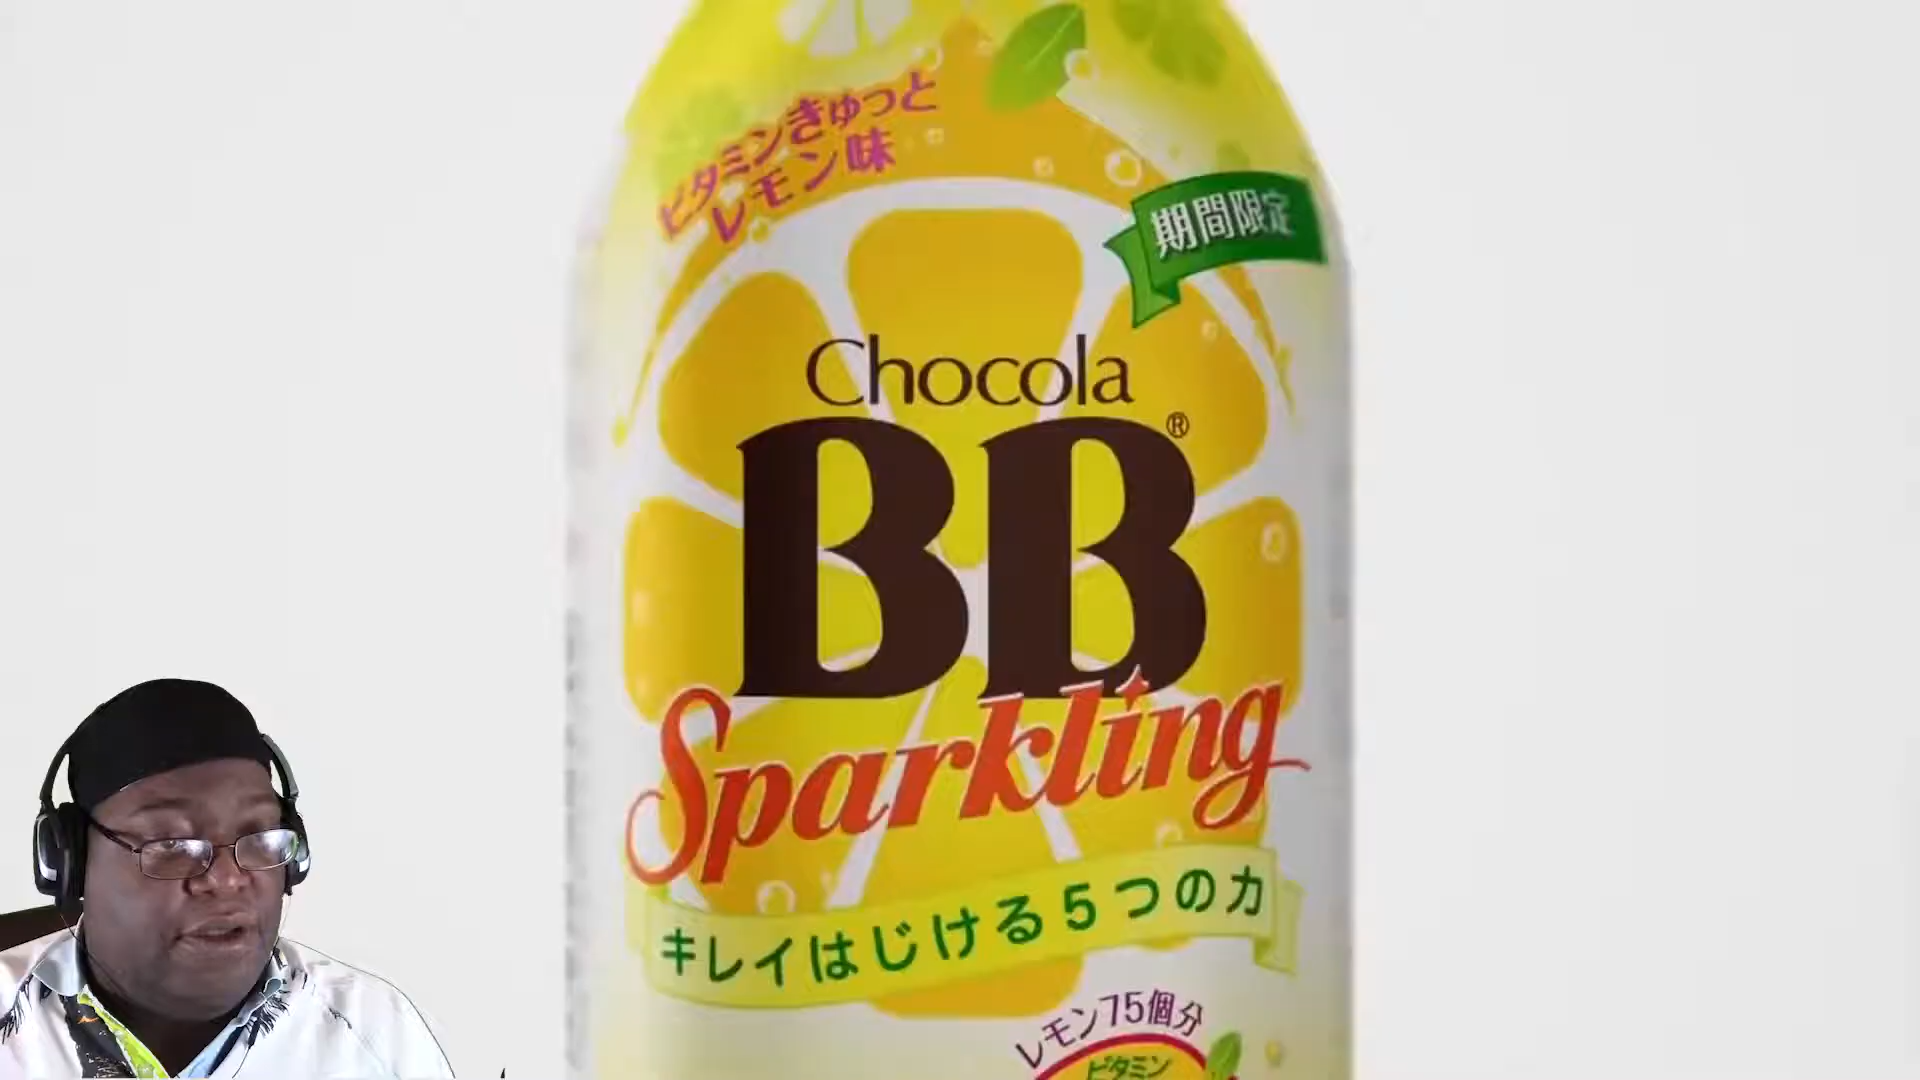 ビタミンきゅっと
レモン味
期間限定
Chocola
BB®
Sparkling
キレイはじける5つの力
レモン75個分
ビタミン